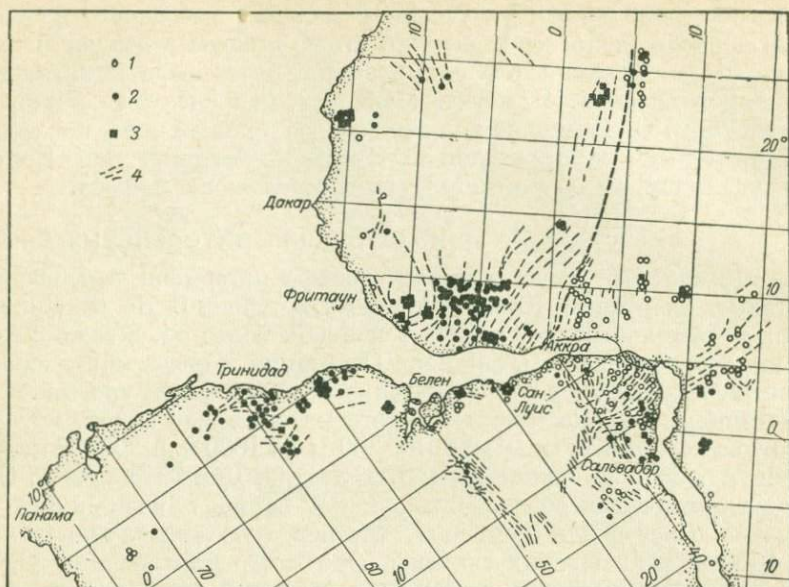 10°
0
1
2
3
4
20°
Дакар
Фритаун
10
Аккра
Тринидад
Белен
Сан-
Луис
0
Сальвадор
10°
Панама
0°
70
60
10°
50
20°
40
10